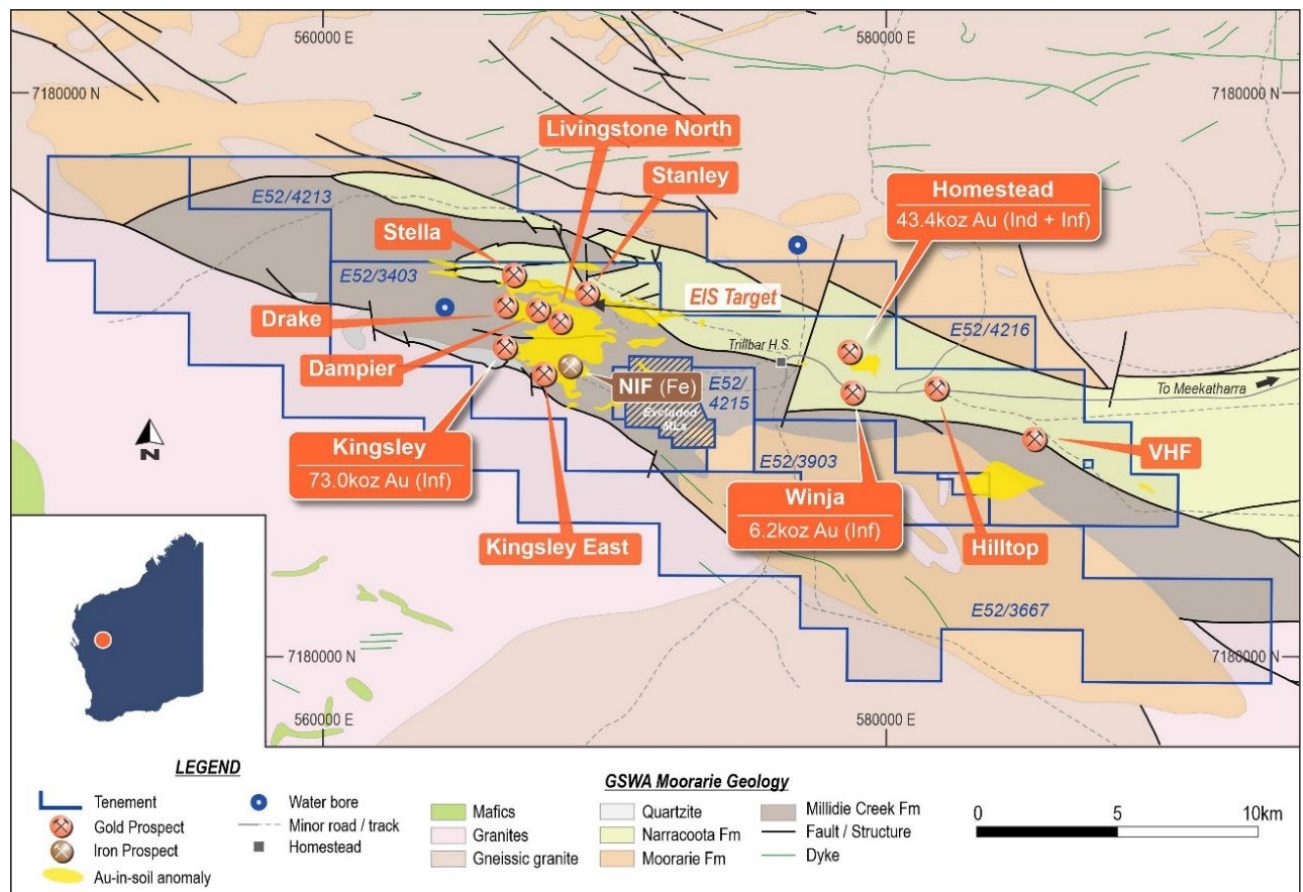 560000 E
580000 E
7180000 N
7180000 N
Livingstone North
Stanley
Homestead
43.4koz Au (Ind + Inf)
E52/4213
Stella
E52/3403
EIS Target
Drake
E52/4216
Dampier
Trillbar H.S.
NIF (Fe)
E52/
4215
To Meekatharra
Excluded
MLs
N
Kingsley
73.0koz Au (Inf)
E52/3903
VHF
Winja
6.2koz Au (Inf)
Kingsley East
Hilltop
E52/3667
7180000 N
7180000 N
560000 E
580000 E
LEGEND
Tenement
Gold Prospect
Iron Prospect
Au-in-soil anomaly
Water bore
Minor road / track
Homestead
GSWA Moorarie Geology
Mafics
Granites
Gneissic granite
Quartzite
Narracoota Fm
Moorarie Fm
Millidie Creek Fm
Fault / Structure
Dyke
0
5
10km